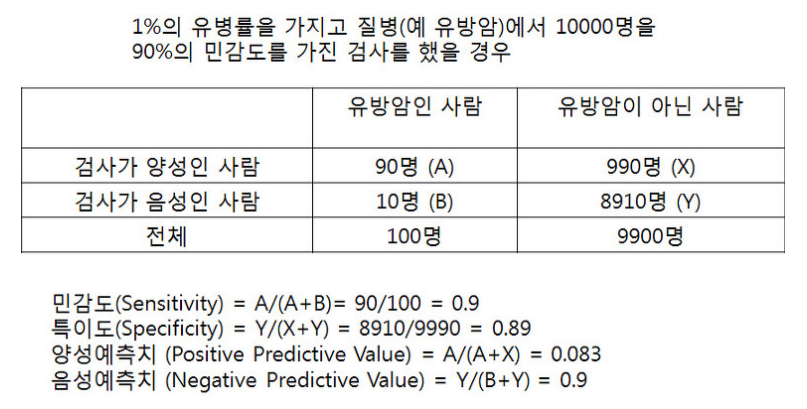 1%의 유병률을 가지고 질병(예 유방암)에서 10000명을
90%의 민감도를 가진 검사를 했을 경우
유방암인 사람 유방암이 아닌 사람
검사가 양성인 사람 90명 (A) 990명 (X)
검사가 음성인 사람 10명 (B) 8910명 (Y)
전체 100명 9900명
민감도(Sensitivity) = A/(A+B)= 90/100 = 0.9
특이도(Specificity) = Y/(X+Y) = 8910/9990 = 0.89
양성예측치 (Positive Predictive Value) = A/(A+X) = 0.083
음성예측치 (Negative Predictive Value) = Y/(B+Y) = 0.9